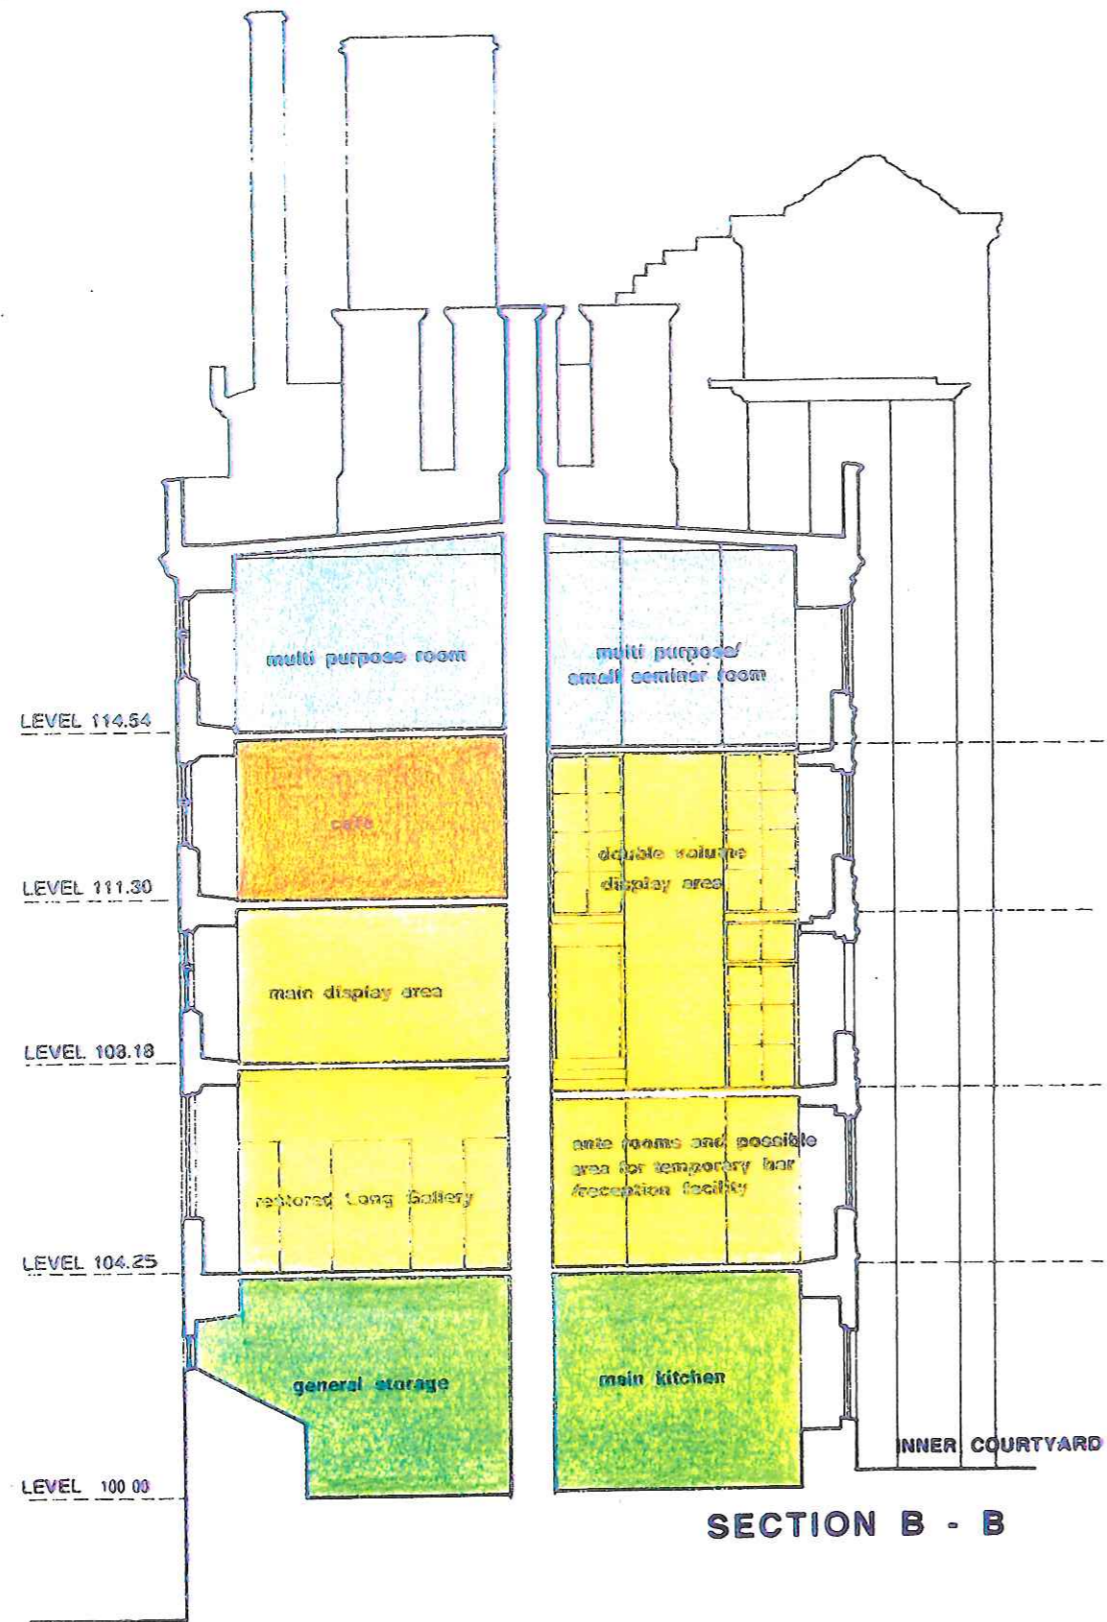 multi purpose room
multi purpose/
small seminar room
LEVEL 114.54
cafe
double volume
display area
LEVEL 111.30
main display area
LEVEL 108.18
ante rooms and possible
area for temporary bar
/reception facility
restored Long Gallery
LEVEL 104.25
general storage
main kitchen
INNER COURTYARD
LEVEL 100 00
SECTION B - B